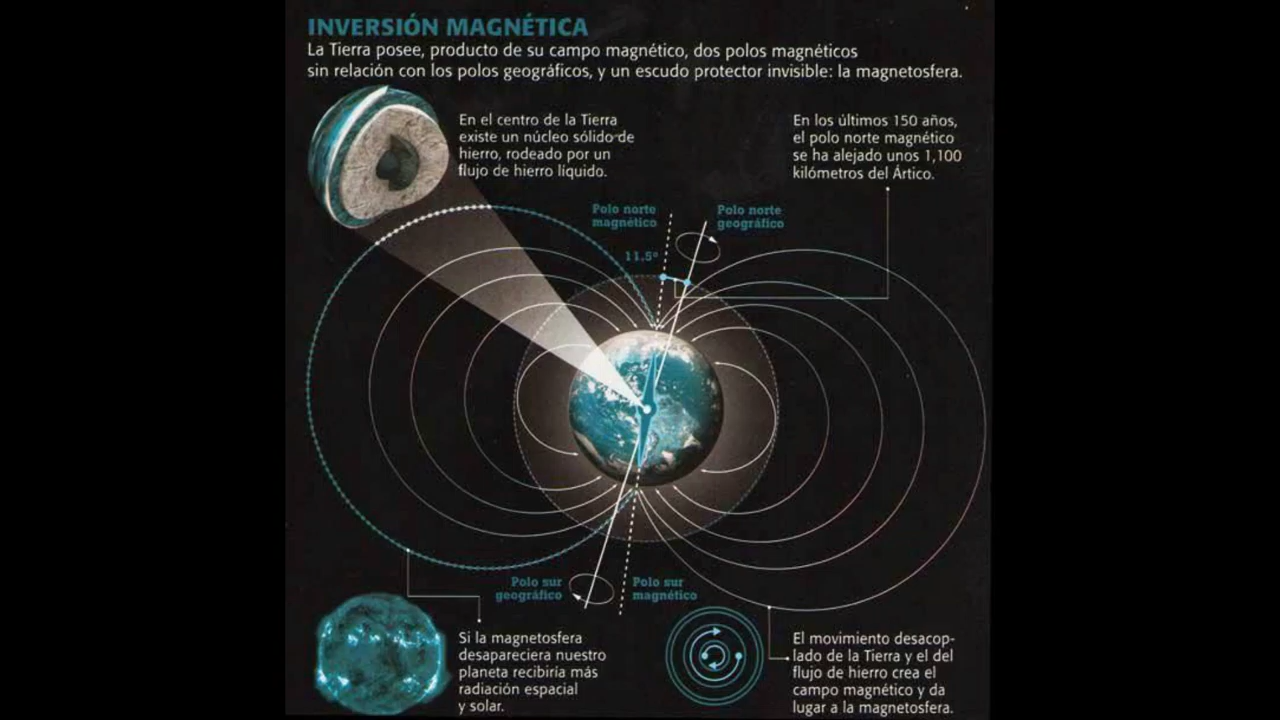 INVERSIÓN MAGNÉTICA
La Tierra posee, producto de su campo magnético, dos polos magnéticos
sin relación con los polos geográficos, y un escudo protector invisible: la magnetosfera.
En el centro de la Tierra
existe un núcleo sólido de
hierro, rodeado por un
flujo de hierro líquido.
En los últimos 150 años,
el polo norte magnético
se ha alejado unos 1,100
kilómetros del Ártico.
Polo norte
magnético
Polo norte
geográfico
11.5°
Polo sur
geográfico
Polo sur
magnético
Si la magnetosfera
desapareciera nuestro
planeta recibiría más
radiación espacial
y solar.
El movimiento desacop-
lado de la Tierra y el del
flujo de hierro crea el
campo magnético y da
lugar a la magnetosfera.